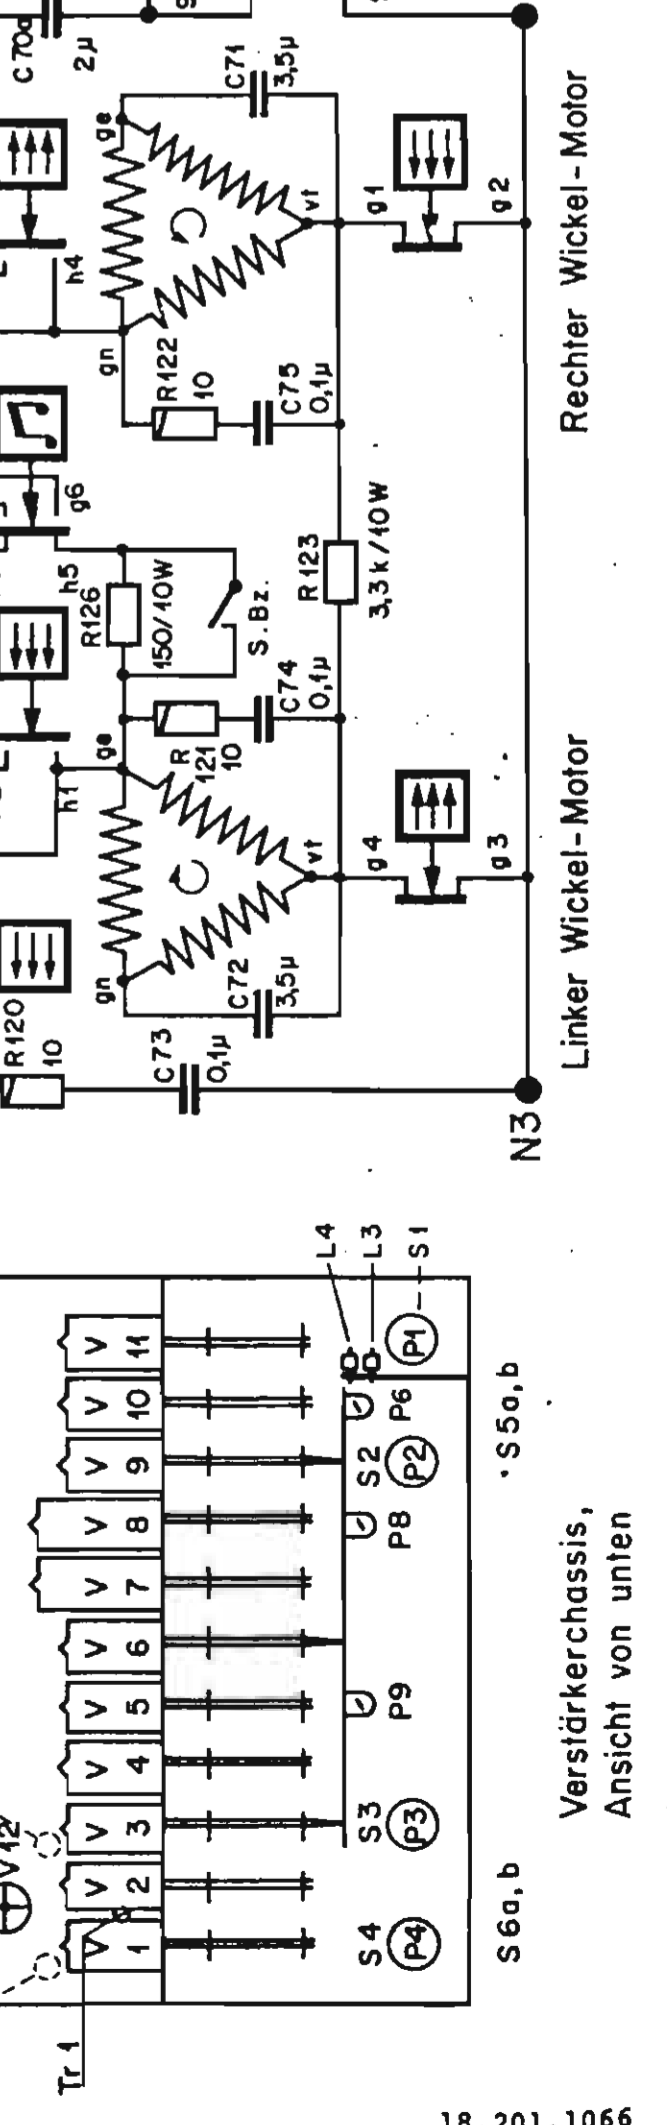 C70a
2µ
C71
3,5µ
ge
h4
vt
g1
g2
gn
R122
10
C75
0,1µ
Rechter Wickel-Motor
g6
h5
R126
150/10W
S.Bz.
R123
3,3k/10W
C74
0,1µ
R
121
10
ge
h1
vt
g4
g3
gn
C72
3,5µ
Linker Wickel-Motor
R120
10
C73
0,1µ
N3
L4
L3
S1
P1
V 11
V 10
V 9
V 8
V 7
V 6
V 5
V 4
V 3
V 2
V 1
P6
S2
P2
P8
P9
S3
P3
S4
P4
S5a,b
S6a,b
V12
Tr1
Verstärkerchassis,
Ansicht von unten
18.201.1066